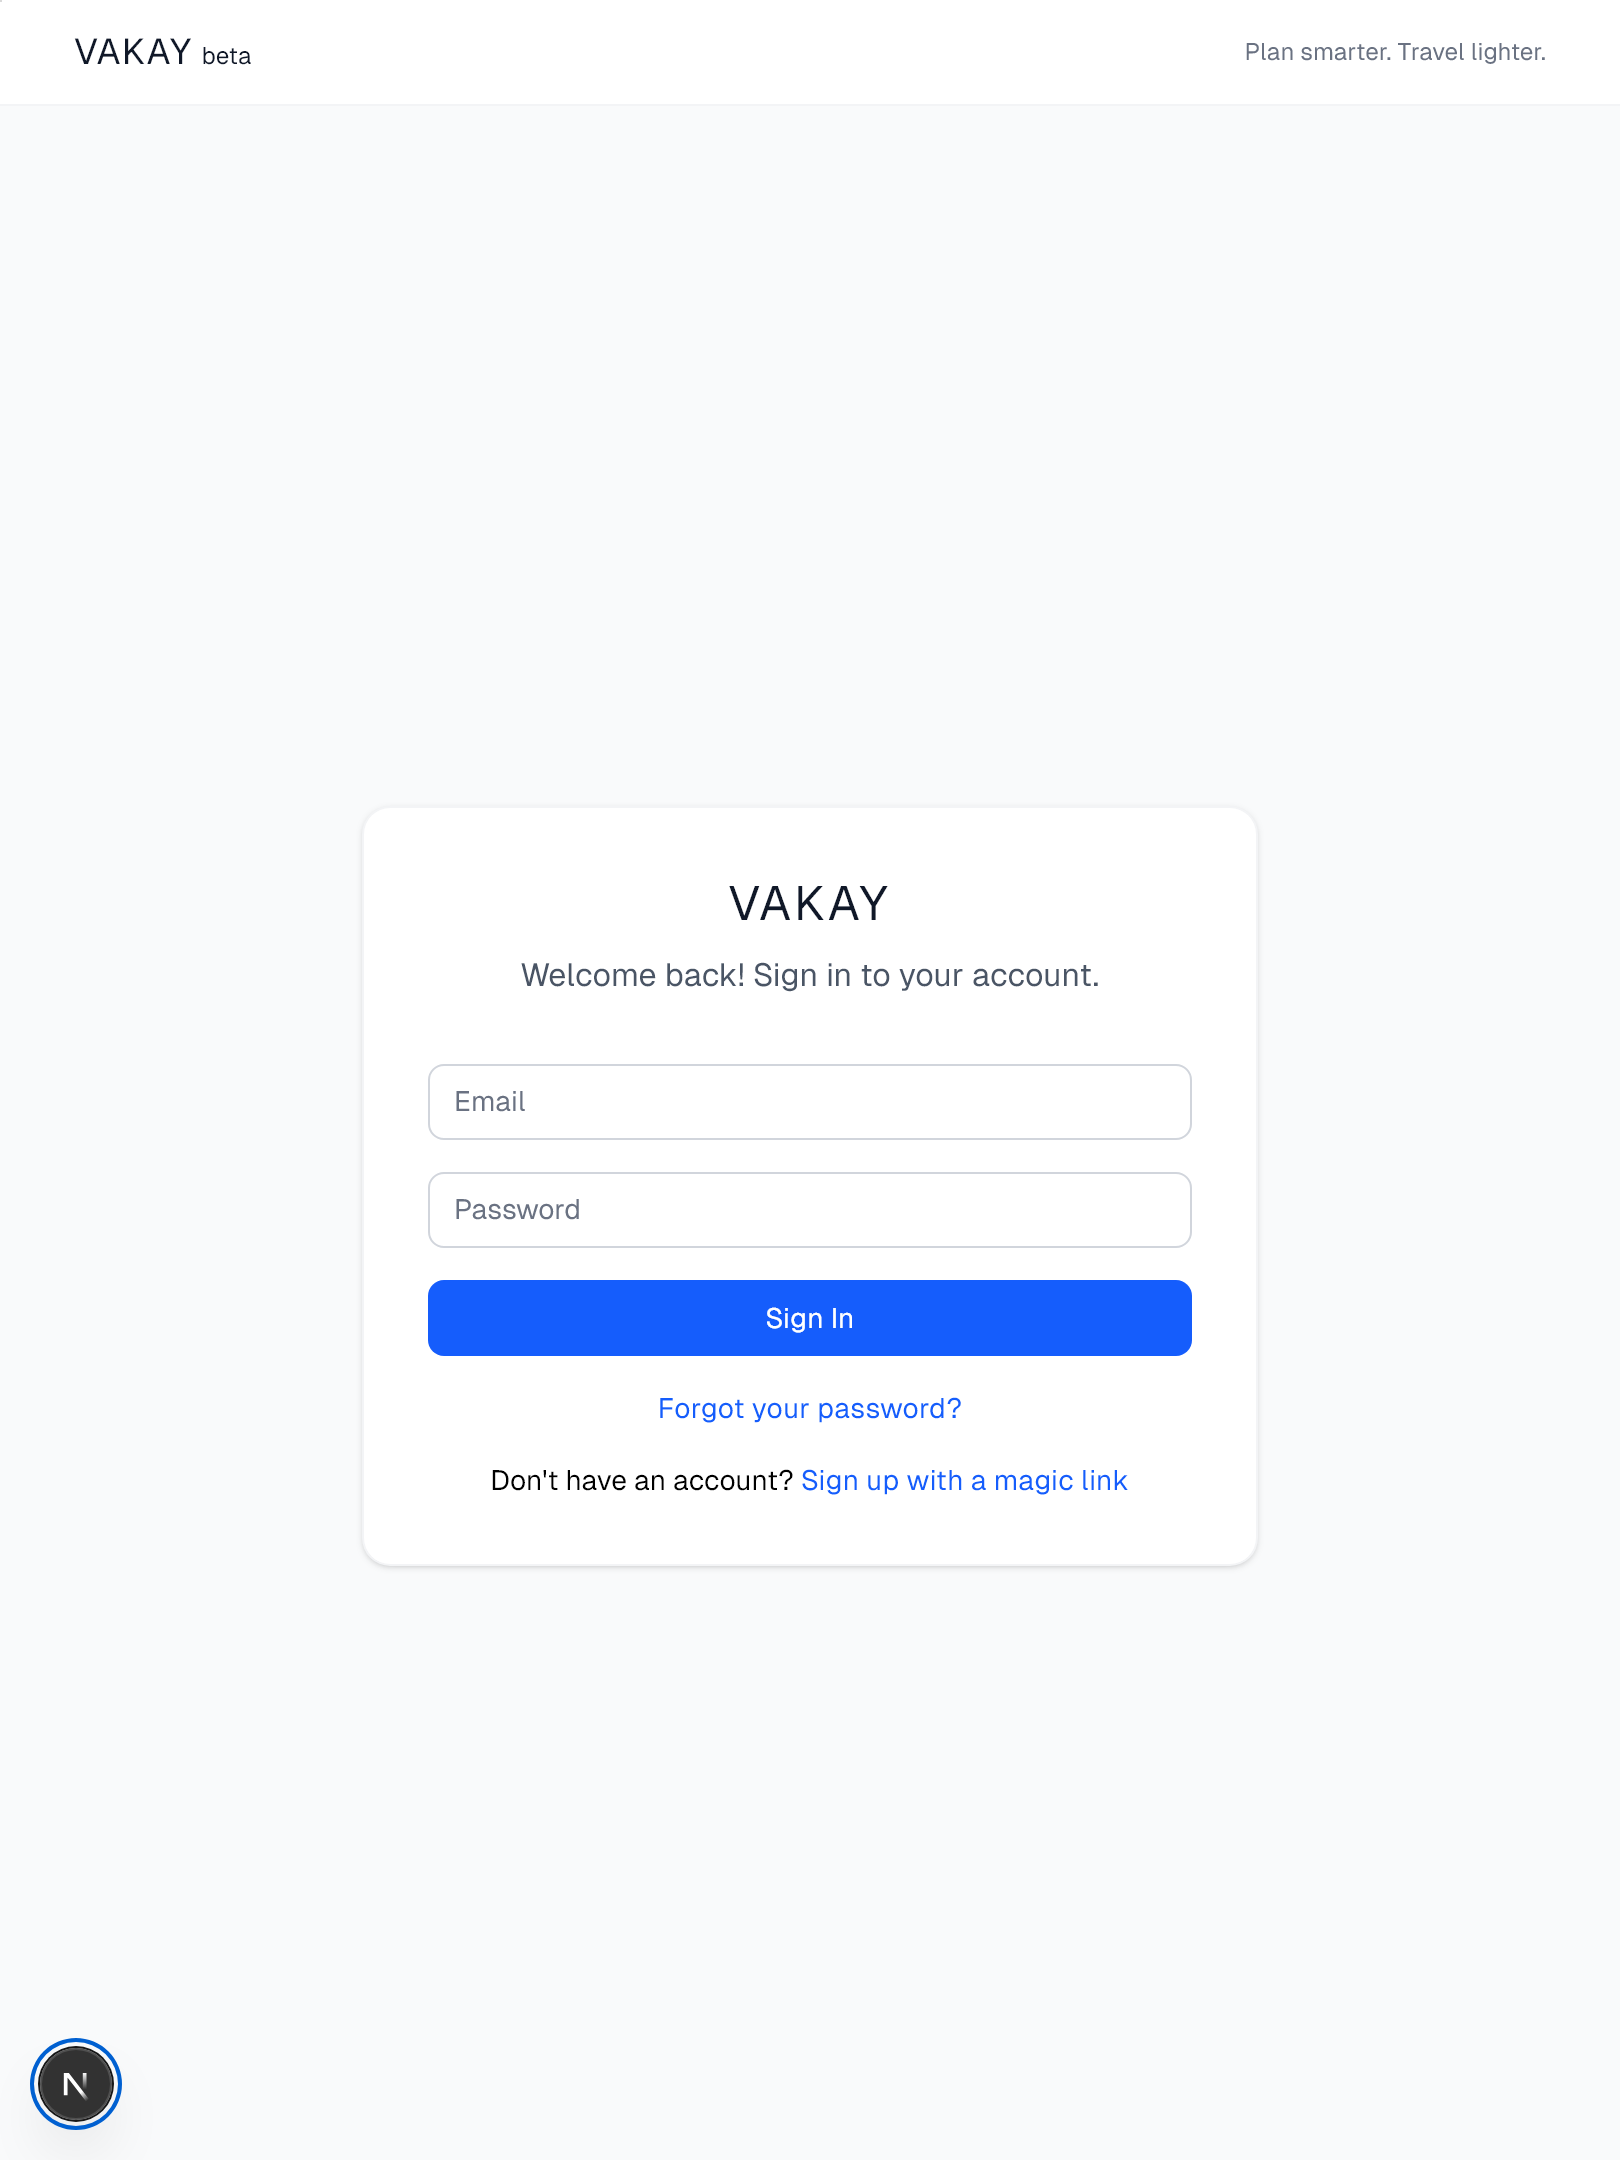 VAKAY beta
Plan smarter. Travel lighter.
VAKAY
Welcome back! Sign in to your account.
Email
Password
Sign In
Forgot your password?
Don't have an account? Sign up with a magic link
N